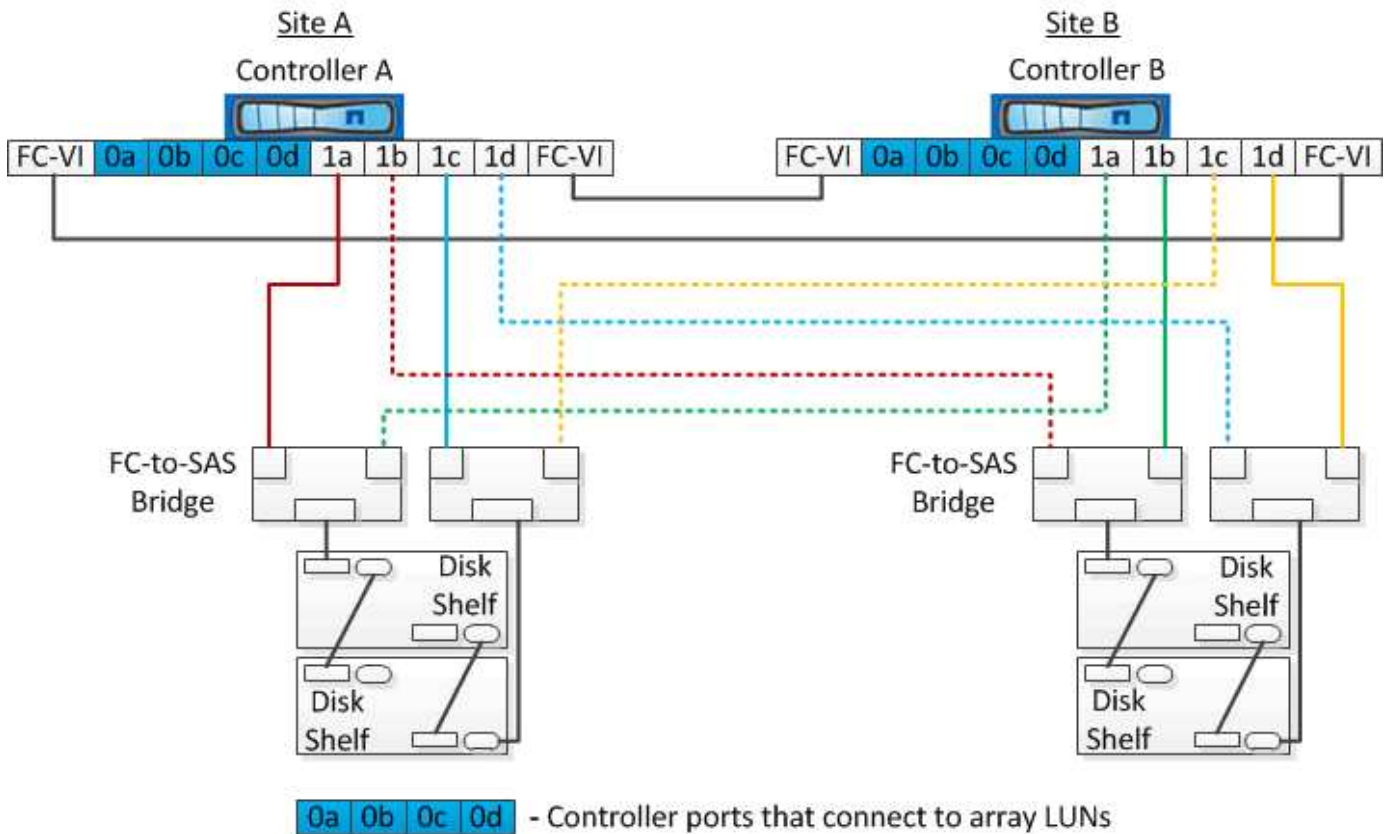 Site A
Site B
Controller A
Controller B
FC-VI 0a 0b 0c 0d 1a 1b 1c 1d FC-VI
FC-VI 0a 0b 0c 0d 1a 1b 1c 1d FC-VI
FC-to-SAS
Bridge
FC-to-SAS
Bridge
Disk
Shelf
Disk
Shelf
Disk
Shelf
Disk
Shelf
0a 0b 0c 0d - Controller ports that connect to array LUNs